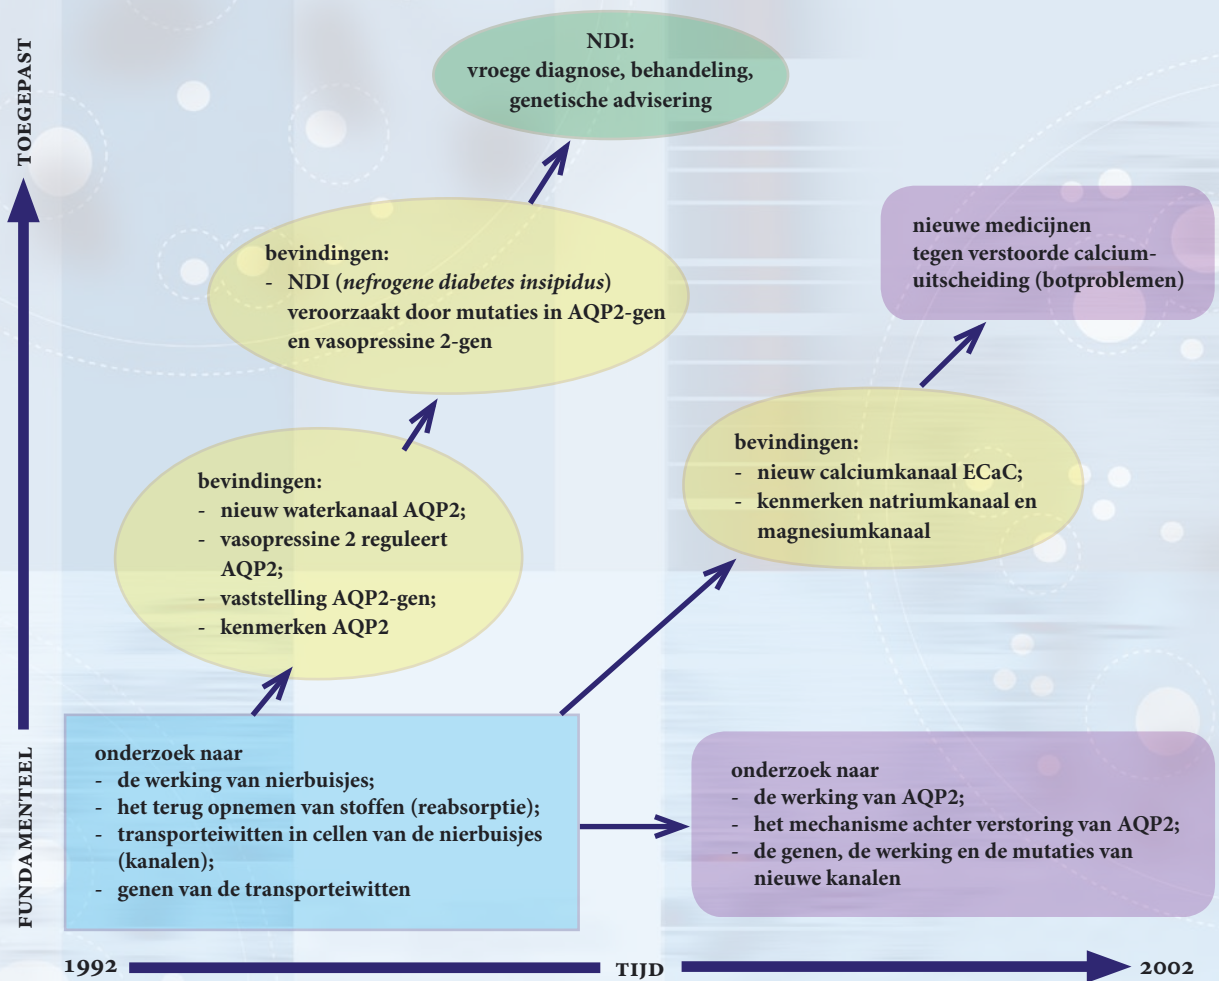 NDI:
vroege diagnose, behandeling,
genetische advisering
TOEGEPAST
bevindingen:
- NDI (nefrogene diabetes insipidus)
veroorzaakt door mutaties in AQP2-gen
en vasopressine 2-gen
nieuwe medicijnen
tegen verstoorde calcium-
uitscheiding (botproblemen)
bevindingen:
- nieuw waterkanaal AQP2;
- vasopressine 2 reguleert
AQP2;
- vaststelling AQP2-gen;
- kenmerken AQP2
bevindingen:
- nieuw calciumkanaal ECaC;
- kenmerken natriumkanaal en
magnesiumkanaal
onderzoek naar
- de werking van nierbuisjes;
- het terug opnemen van stoffen (reabsorptie);
- transporteiwitten in cellen van de nierbuisjes
(kanalen);
- genen van de transporteiwitten
onderzoek naar
- de werking van AQP2;
- het mechanisme achter verstoring van AQP2;
- de genen, de werking en de mutaties van
nieuwe kanalen
FUNDAMENTEEL
1992 TIJD 2002